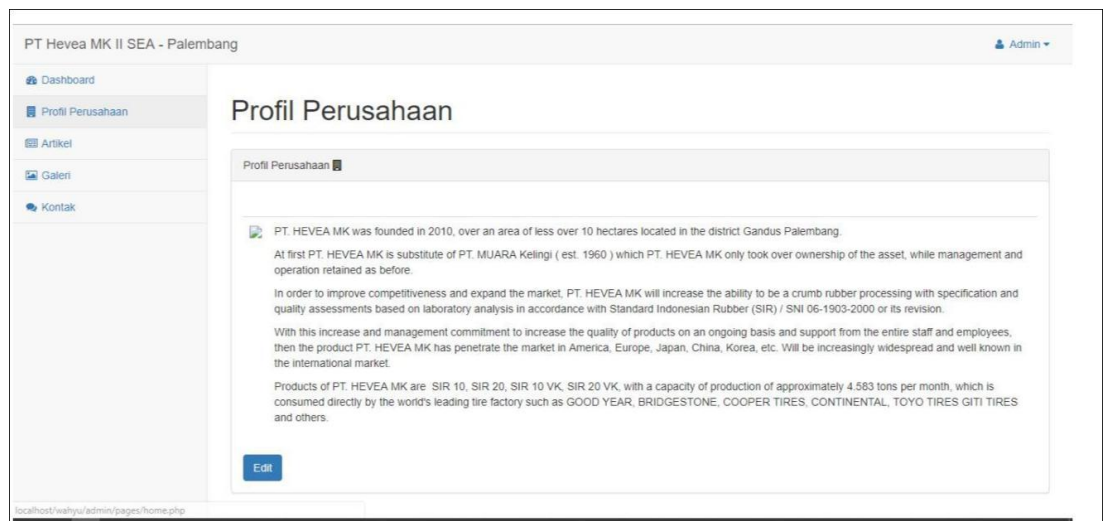 PT Hevea MK II SEA - Palembang
Admin
Dashboard
Profil Perusahaan
Artikel
Galeri
Kontak
Profil Perusahaan
Profil Perusahaan
PT. HEVEA MK was founded in 2010, over an area of less over 10 hectares located in the district Gandus Palembang.
At first PT. HEVEA MK is substitute of PT. MUARA Kelingi ( est. 1960 ) which PT. HEVEA MK only took over ownership of the asset, while management and
operation retained as before.
In order to improve competitiveness and expand the market, PT. HEVEA MK will increase the ability to be a crumb rubber processing with specification and
quality assessments based on laboratory analysis in accordance with Standard Indonesian Rubber (SIR) / SNI 06-1903-2000 or its revision.
With this increase and management commitment to increase the quality of products on an ongoing basis and support from the entire staff and employees,
then the product PT. HEVEA MK has penetrate the market in America, Europe, Japan, China, Korea, etc. Will be increasingly widespread and well known in
the international market.
Products of PT. HEVEA MK are SIR 10, SIR 20, SIR 10 VK, SIR 20 VK, with a capacity of production of approximately 4.583 tons per month, which is
consumed directly by the world's leading tire factory such as GOOD YEAR, BRIDGESTONE, COOPER TIRES, CONTINENTAL, TOYO TIRES GITI TIRES
and others.
Edit
localhost/wahyu/admin/pages/home.php